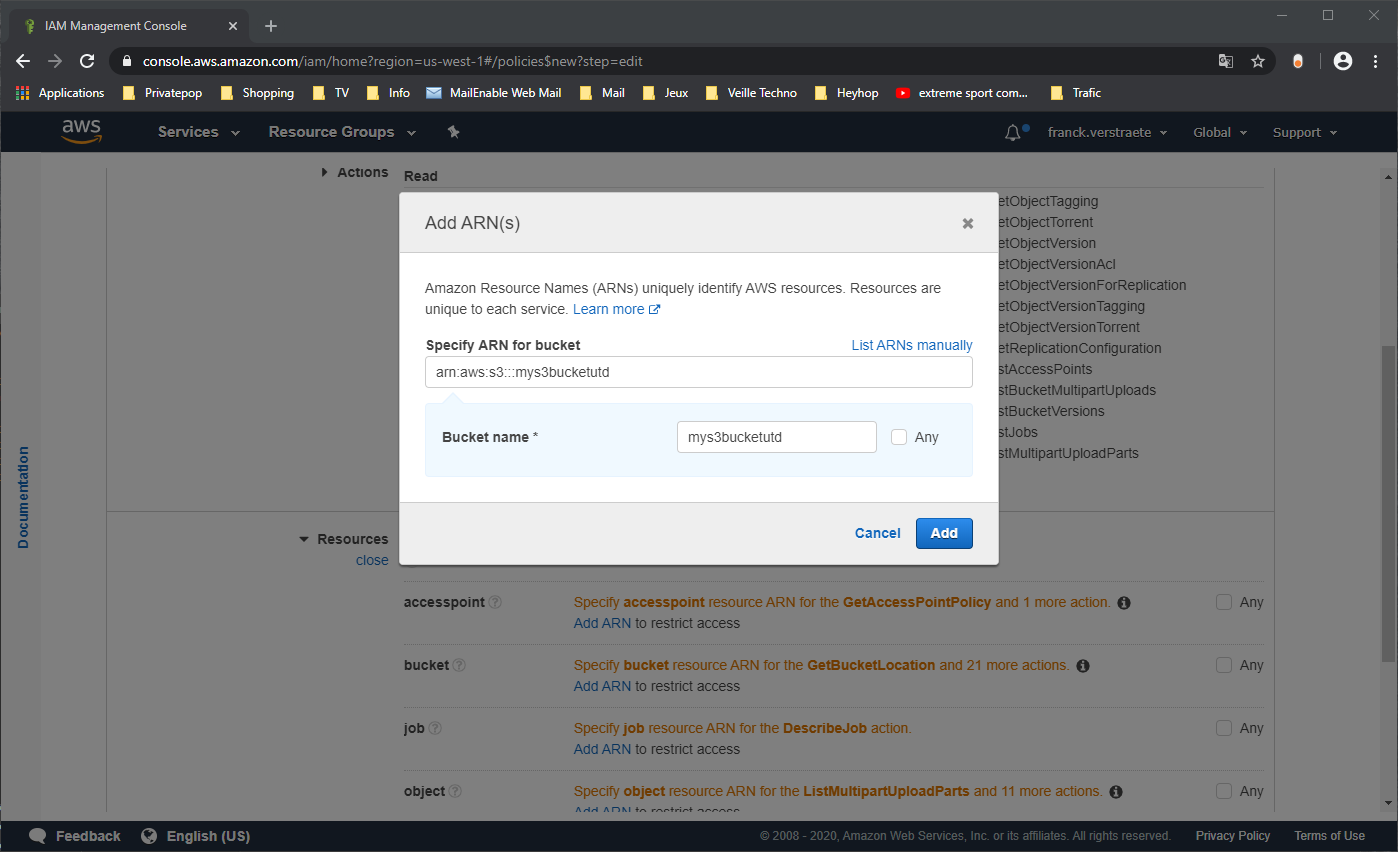 IAM Management Console
console.aws.amazon.com/iam/home?region=us-west-1#/policies$new?step=edit
Applications Privatepop Shopping TV Info MailEnable Web Mail Mail Jeux Veille Techno Heyhop extreme sport com... Trafic
aws Services Resource Groups franck.verstraete Global Support
Actions Read
etObjectTagging
etObjectTorrent
etObjectVersion
etObjectVersionAcl
etObjectVersionForReplication
etObjectVersionTagging
etObjectVersionTorrent
etReplicationConfiguration
stAccessPoints
stBucketMultipartUploads
stBucketVersions
stJobs
stMultipartUploadParts
Add ARN(s)
Amazon Resource Names (ARNs) uniquely identify AWS resources. Resources are
unique to each service. Learn more
Specify ARN for bucket List ARNs manually
arn:aws:s3:::mys3bucketutd
Bucket name * mys3bucketutd Any
Cancel Add
Documentation
Resources
close
accesspoint Specify accesspoint resource ARN for the GetAccessPointPolicy and 1 more action. Any
Add ARN to restrict access
bucket Specify bucket resource ARN for the GetBucketLocation and 21 more actions. Any
Add ARN to restrict access
job Specify job resource ARN for the DescribeJob action. Any
Add ARN to restrict access
object Specify object resource ARN for the ListMultipartUploadParts and 11 more actions. Any
Add ARN to restrict access
Feedback English (US) © 2008 - 2020, Amazon Web Services, Inc. or its affiliates. All rights reserved. Privacy Policy Terms of Use